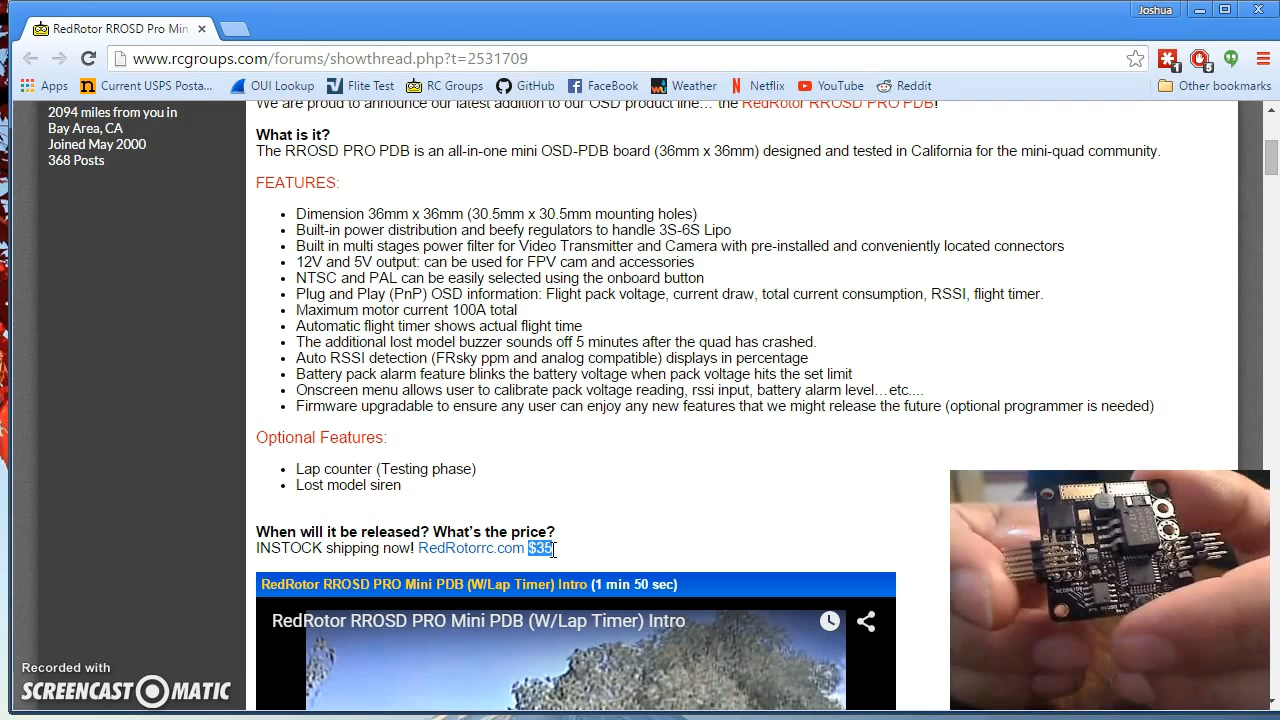 Joshua
RedRotor RROSD Pro Min
www.rcgroups.com/forums/showthread.php?t=2531709
Apps Current USPS Posta... OUI Lookup Flite Test RC Groups GitHub FaceBook Weather Netflix YouTube Reddit Other bookmarks
2094 miles from you in
Bay Area, CA
Joined May 2000
368 Posts
We are proud to announce our latest addition to our OSD product line… the RedRotor RROSD PRO PDB!
What is it?
The RROSD PRO PDB is an all-in-one mini OSD-PDB board (36mm x 36mm) designed and tested in California for the mini-quad community.
FEATURES:
Dimension 36mm x 36mm (30.5mm x 30.5mm mounting holes)
Built-in power distribution and beefy regulators to handle 3S-6S Lipo
Built in multi stages power filter for Video Transmitter and Camera with pre-installed and conveniently located connectors
12V and 5V output: can be used for FPV cam and accessories
NTSC and PAL can be easily selected using the onboard button
Plug and Play (PnP) OSD information: Flight pack voltage, current draw, total current consumption, RSSI, flight timer.
Maximum motor current 100A total
Automatic flight timer shows actual flight time
The additional lost model buzzer sounds off 5 minutes after the quad has crashed.
Auto RSSI detection (FRsky ppm and analog compatible) displays in percentage
Battery pack alarm feature blinks the battery voltage when pack voltage hits the set limit
Onscreen menu allows user to calibrate pack voltage reading, rssi input, battery alarm level…etc....
Firmware upgradable to ensure any user can enjoy any new features that we might release the future (optional programmer is needed)
Optional Features:
Lap counter (Testing phase)
Lost model siren
When will it be released? What's the price?
INSTOCK shipping now! RedRotorrc.com $35
RedRotor RROSD PRO Mini PDB (W/Lap Timer) Intro (1 min 50 sec)
RedRotor RROSD PRO Mini PDB (W/Lap Timer) Intro
Recorded with
SCREENCAST-O-MATIC